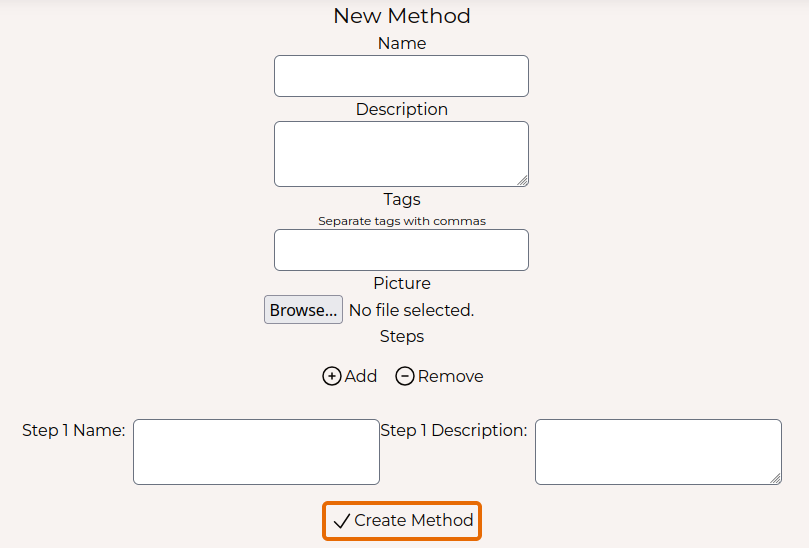 New Method
Name
Description
Tags
Separate tags with commas
Picture
Browse... No file selected.
Steps
Add Remove
Step 1 Name: Step 1 Description:
Create Method